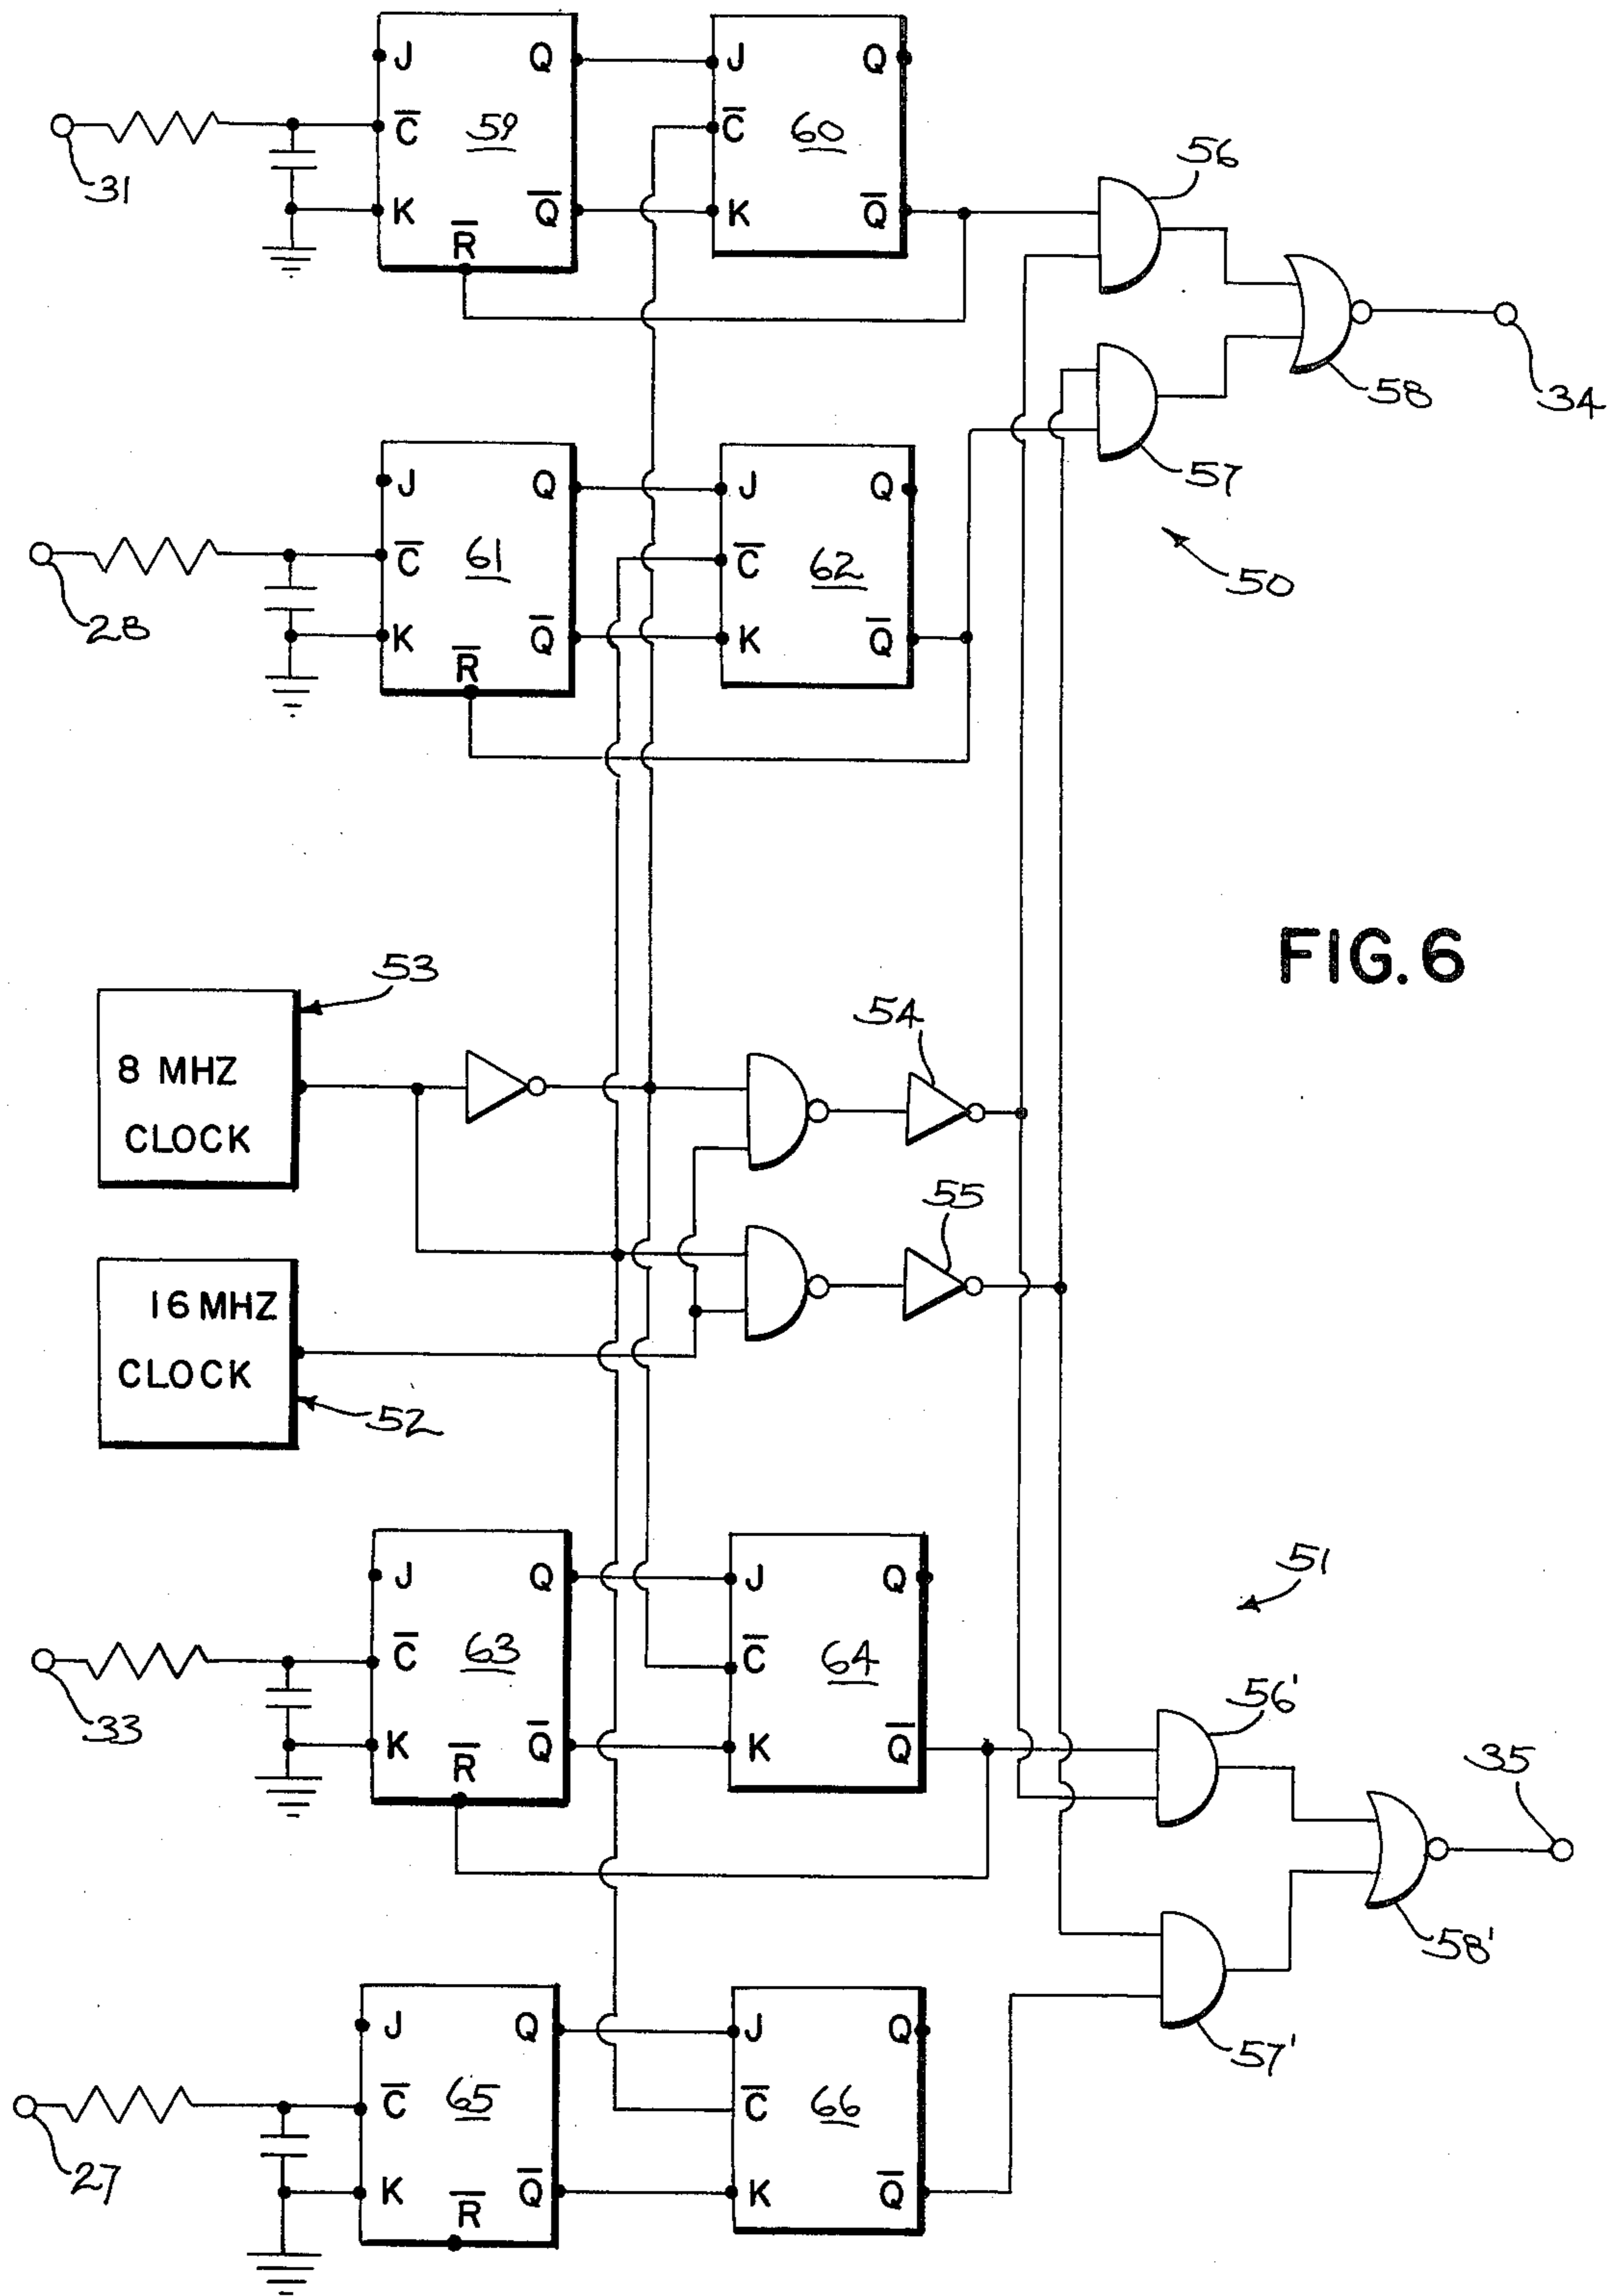 J Q J Q
C̅ 59 C̅ 60
31 K Q̅ K Q̅ 56
R̅
58 34
57
J Q J Q
C̅ 61 C̅ 62 50
28 K Q̅ K Q̅
R̅
FIG. 6
53 54
8 MHZ
CLOCK
55
16 MHZ
CLOCK
52
J Q J Q 51
C̅ 63 C̅ 64
33 K Q̅ K Q̅ 56' 35
R̅
58'
J Q J Q
57'
C̅ 65 C̅ 66
27 K Q̅ K Q̅
R̅